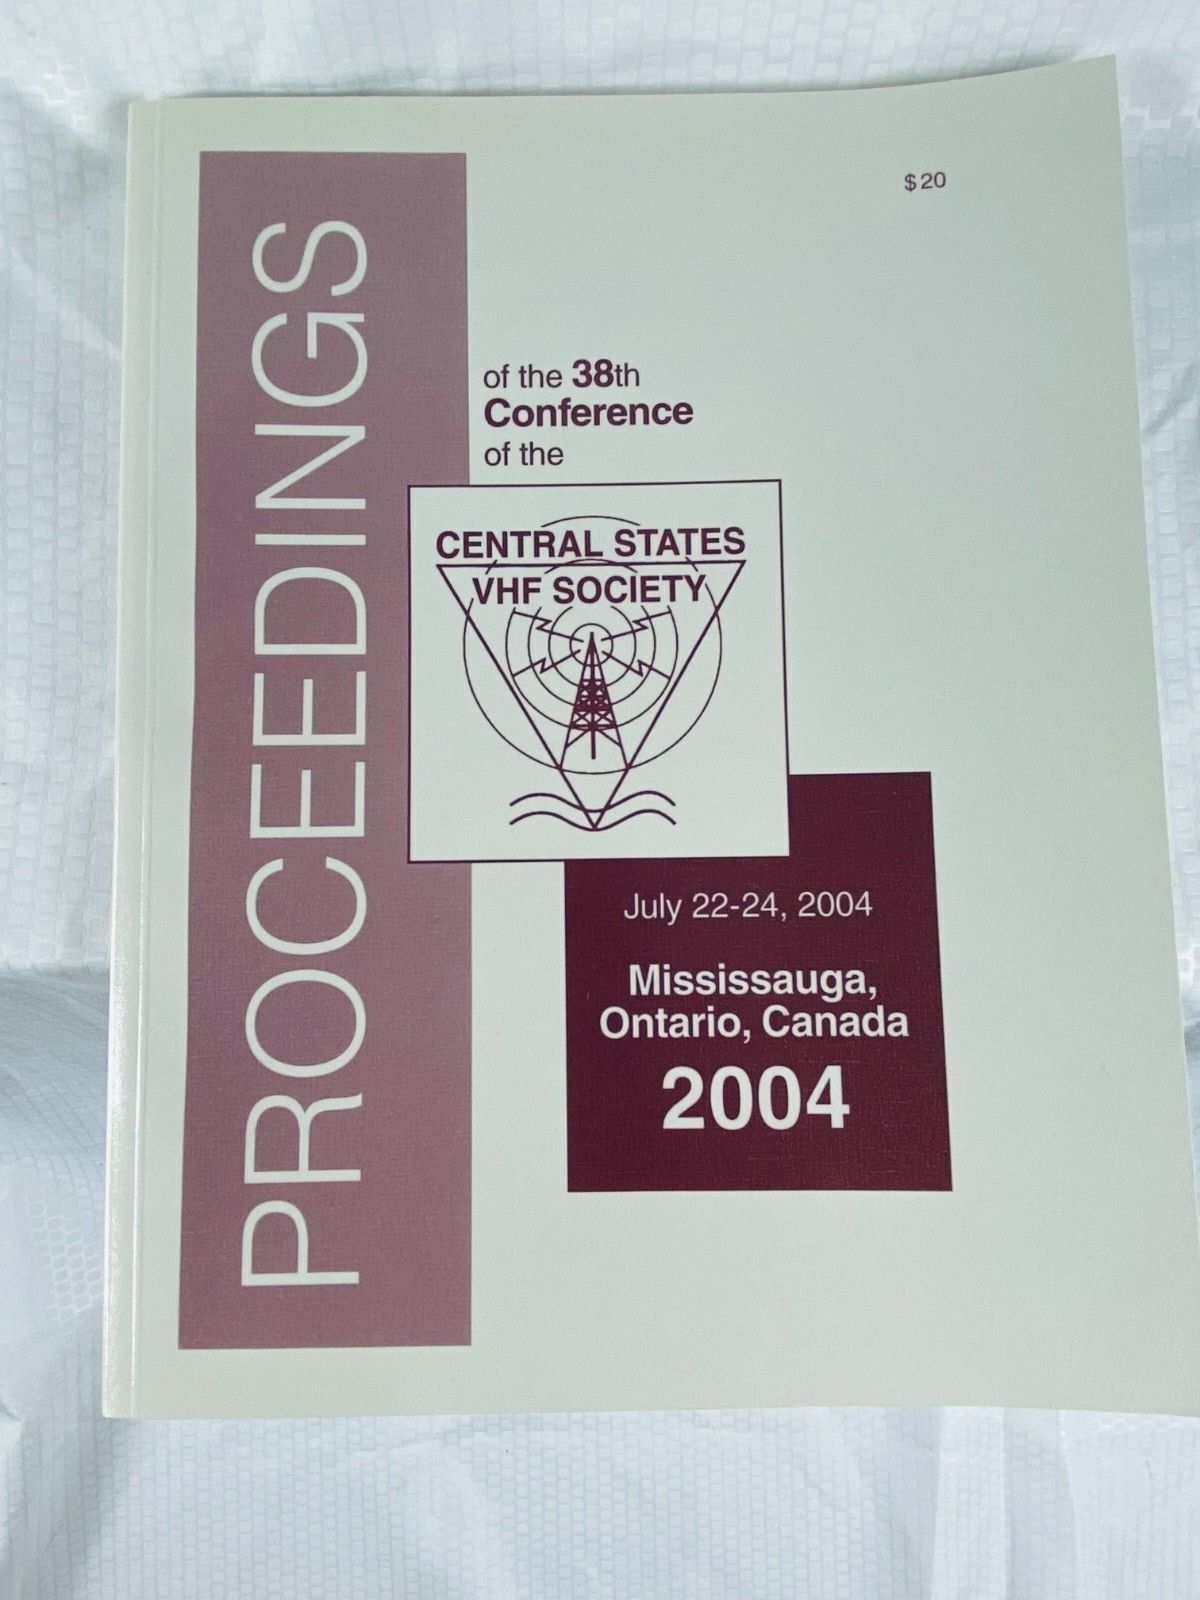 $20
PROCEEDINGS
of the 38th
Conference
of the
CENTRAL STATES
VHF SOCIETY
July 22-24, 2004
Mississauga,
Ontario, Canada
2004